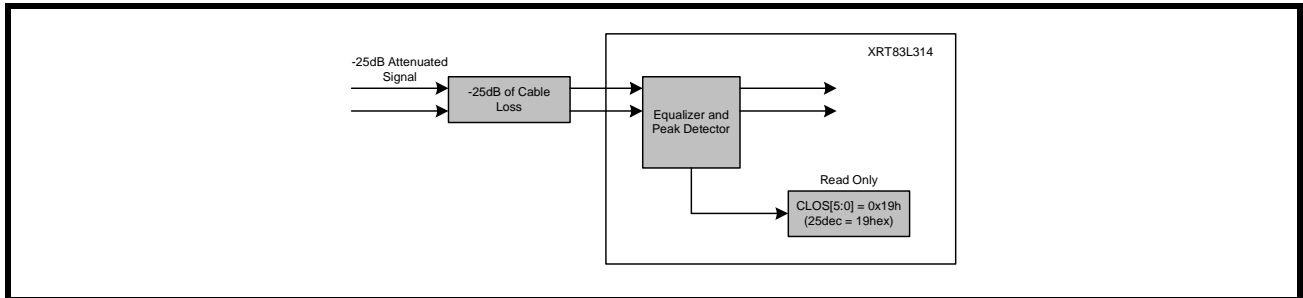 XRT83L314
-25dB Attenuated
Signal
-25dB of Cable
Loss
Equalizer and
Peak Detector
Read Only
CLOS[5:0] = 0x19h
(25dec = 19hex)